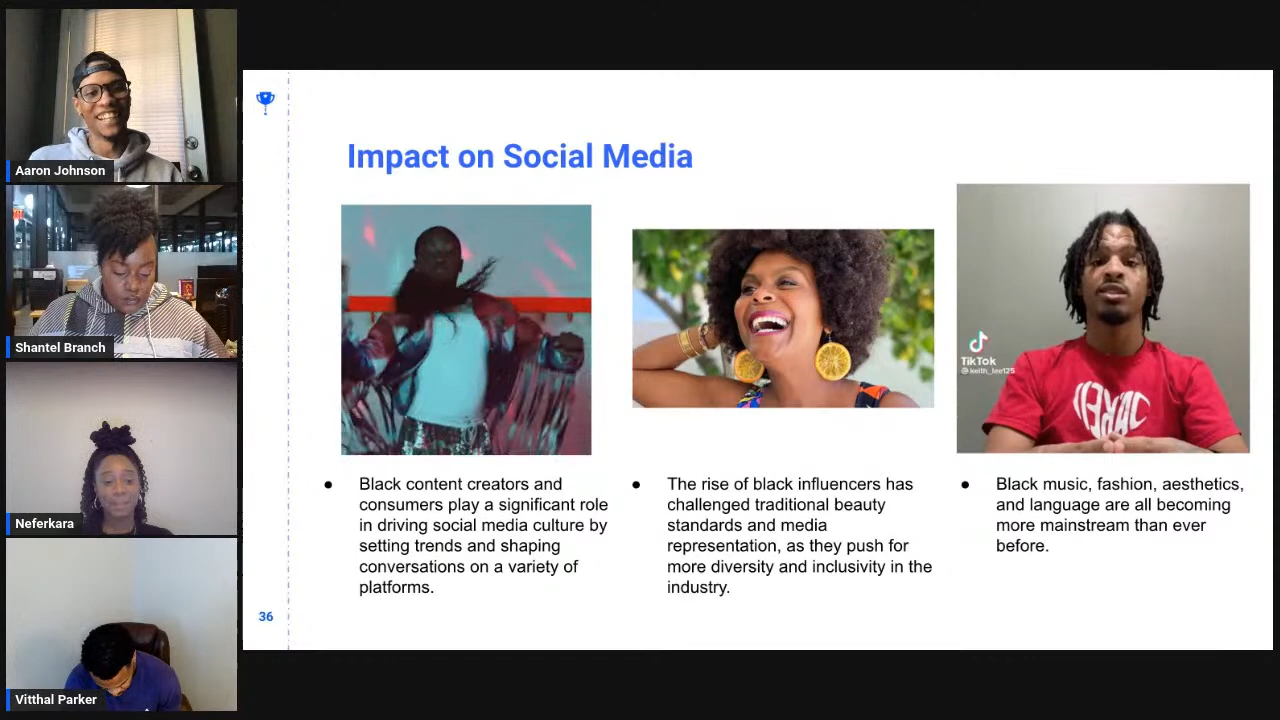 Aaron Johnson
Shantel Branch
Neferkara
Vitthal Parker
Impact on Social Media
TikTok
@keith_lee125
● Black content creators and
consumers play a significant role
in driving social media culture by
setting trends and shaping
conversations on a variety of
platforms.
● The rise of black influencers has
challenged traditional beauty
standards and media
representation, as they push for
more diversity and inclusivity in the
industry.
● Black music, fashion, aesthetics,
and language are all becoming
more mainstream than ever
before.
36